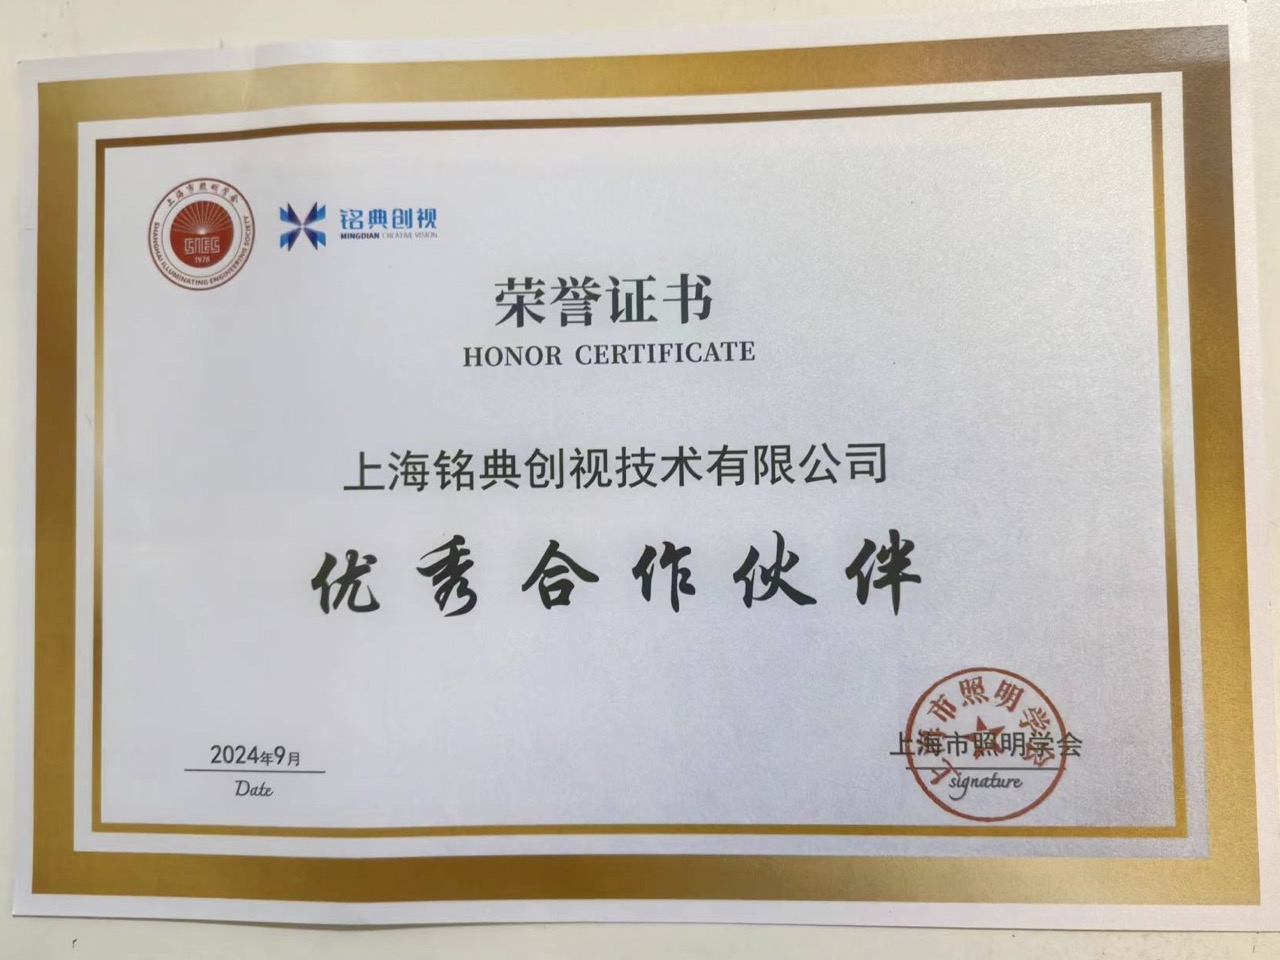 上海市照明学会
SIES
1978
SHANGHAI ILLUMINATING ENGINEERING SOCIETY
铭典创视
MINGDIAN CREATIVE VISION
荣誉证书
HONOR CERTIFICATE
上海铭典创视技术有限公司
优秀合作伙伴
2024年9月
Date
上海市照明学会
signature
上海市照明学会